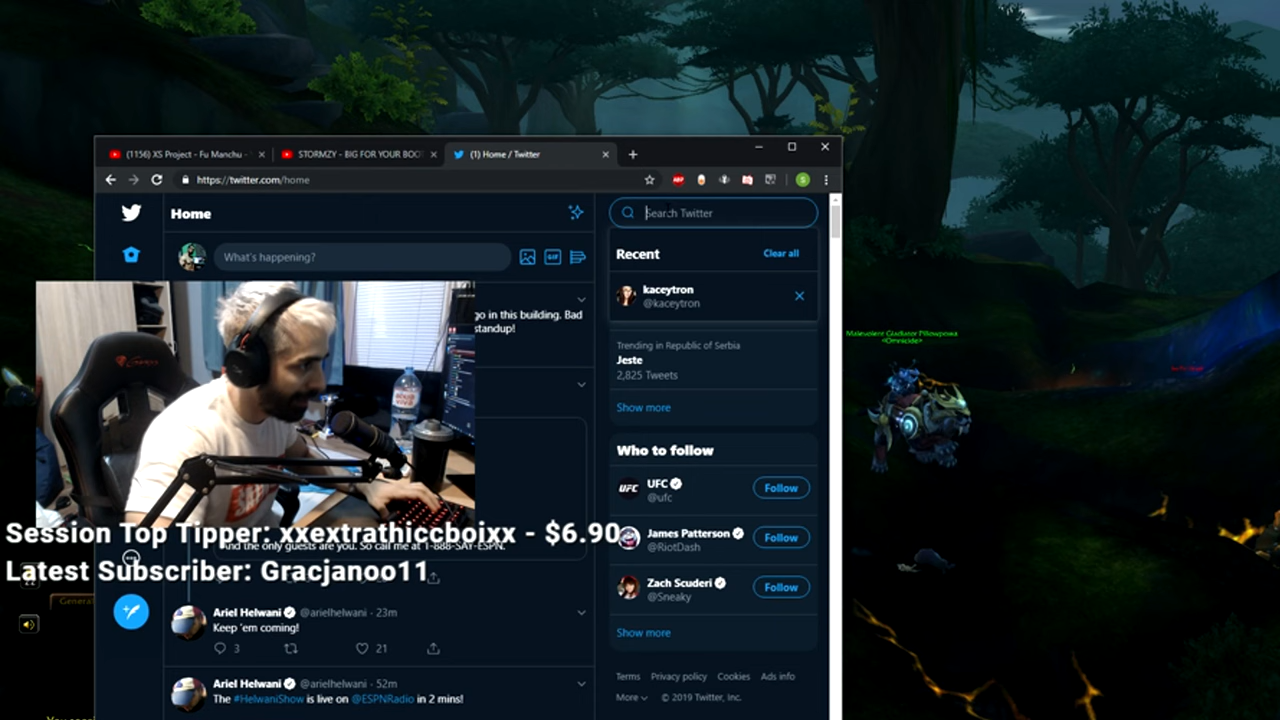 (1156) XS Project - Fu Manchu -
STORMZY - BIG FOR YOUR BOO
(1) Home / Twitter
https://twitter.com/home
ABP
S
Home
Search Twitter
What's happening?
GIF
Recent
Clear all
kaceytron
@kaceytron
go in this building. Bad
standup!
Trending in Republic of Serbia
Jeste
2,825 Tweets
Show more
Malevolent Gladiator Pillowpowa
<Omnicide>
Who to follow
UFC
UFC
@ufc
Follow
James Patterson
@RiotDash
Follow
Zach Scuderi
@Sneaky
Follow
Show more
Session Top Tipper: xxextrathiccboixx - $6.90
And the only guests are you. So call me at 1-888-SAY-ESPN.
Latest Subscriber: Gracjanoo11
General
Ariel Helwani @arielhelwani · 23m
Keep 'em coming!
3
21
Ariel Helwani @arielhelwani · 52m
The #HelwaniShow is live on @ESPNRadio in 2 mins!
Terms Privacy policy Cookies Ads info
More © 2019 Twitter, Inc.